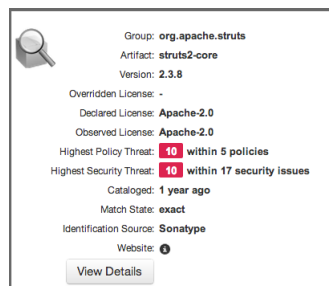 Group: org.apache.struts
Artifact: struts2-core
Version: 2.3.8
Overridden License: -
Declared License: Apache-2.0
Observed License: Apache-2.0
Highest Policy Threat: 10 within 5 policies
Highest Security Threat: 10 within 17 security issues
Cataloged: 1 year ago
Match State: exact
Identification Source: Sonatype
Website: i
View Details